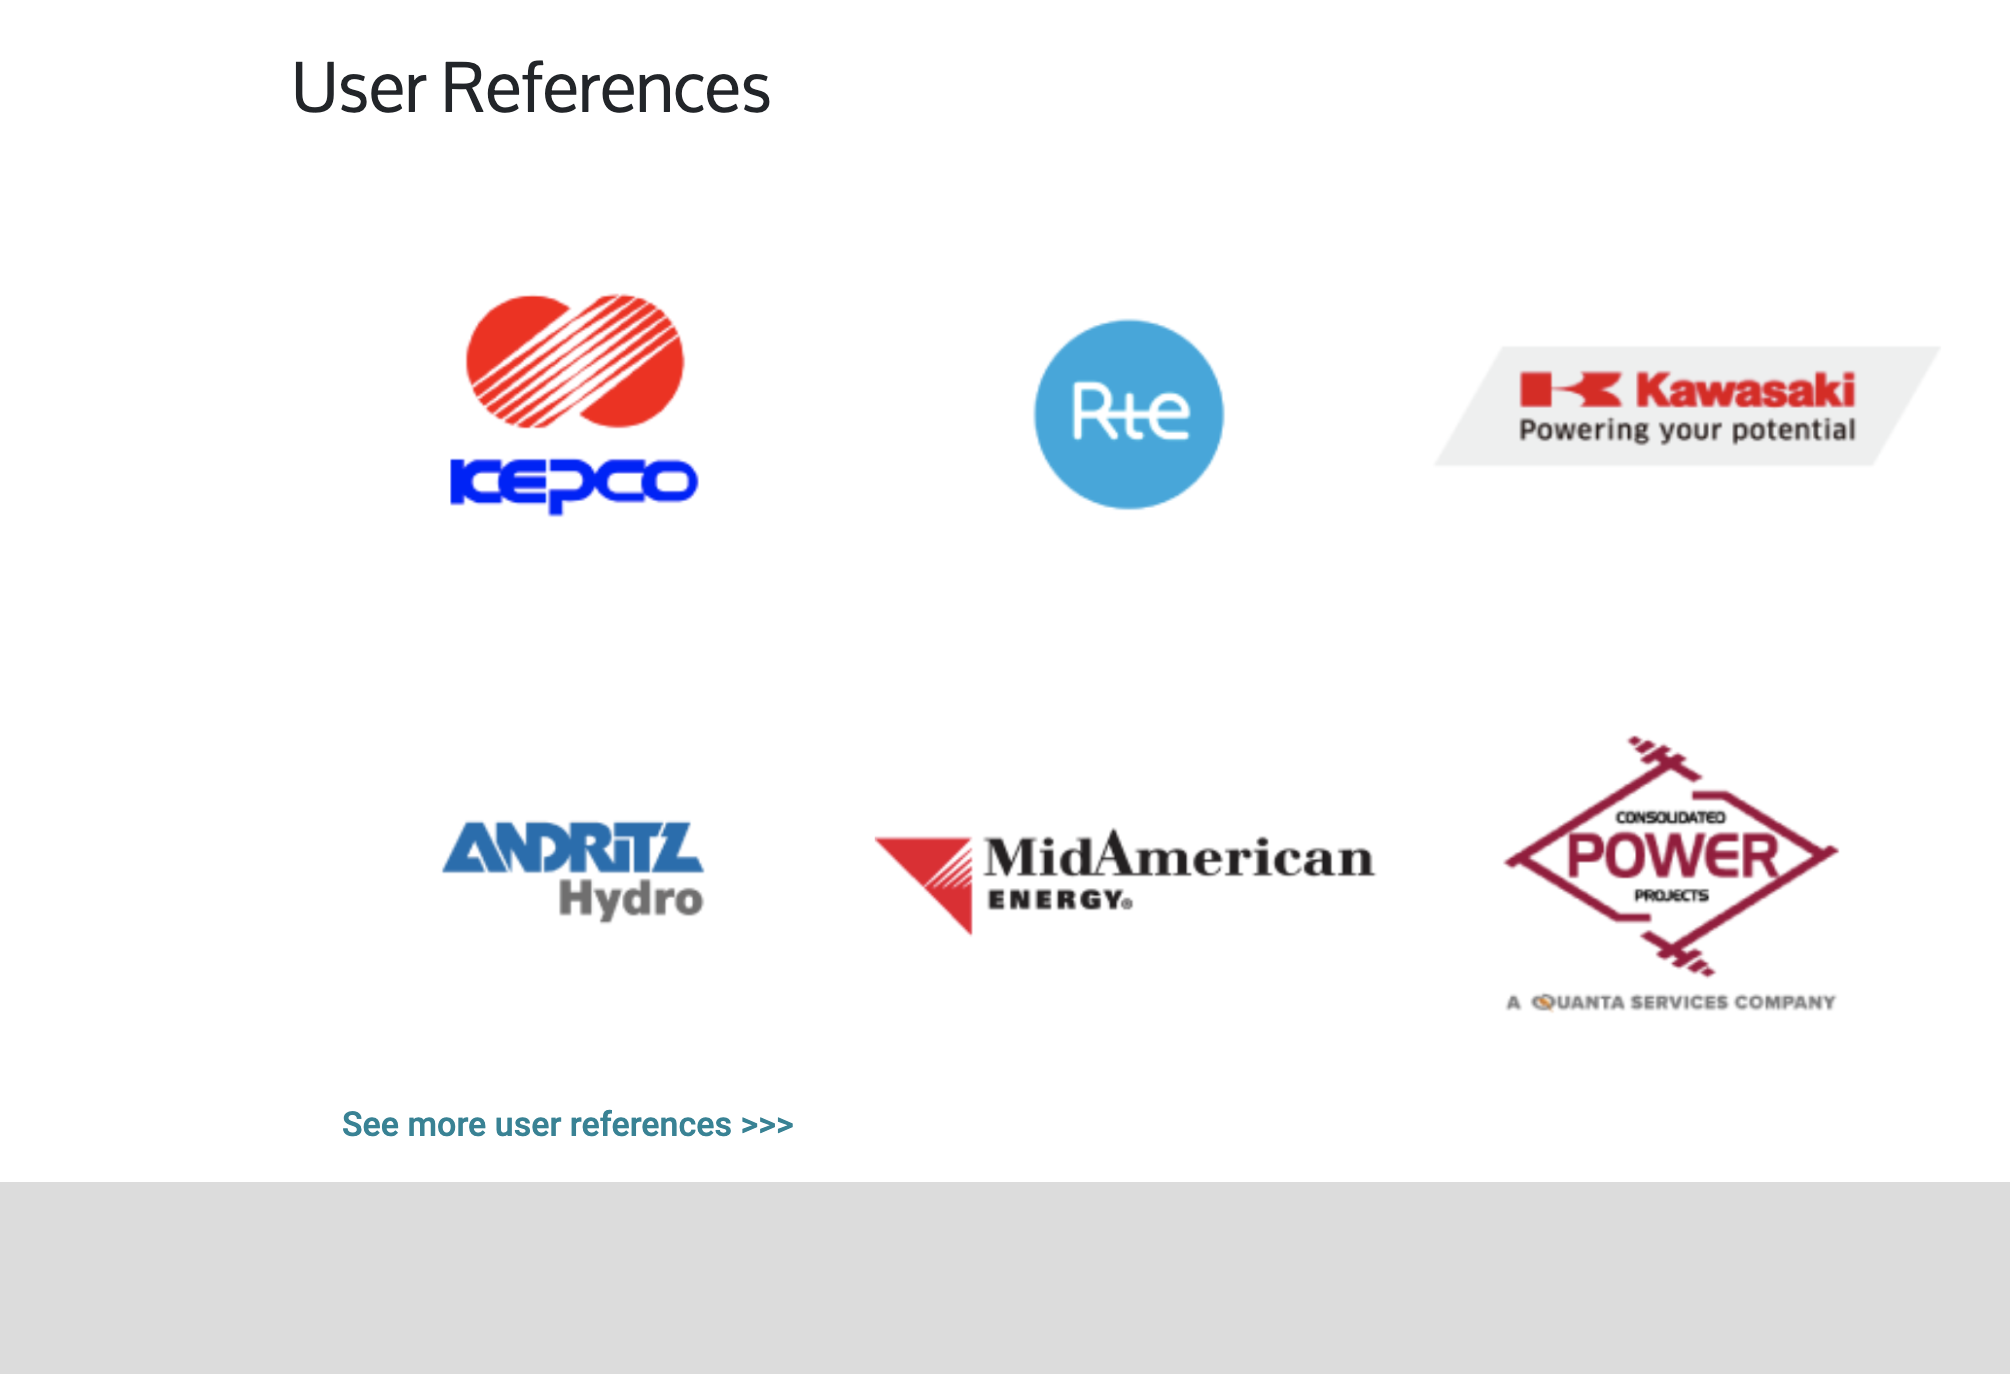 User References
KEPCO
Rte
Kawasaki
Powering your potential
ANDRITZ
Hydro
MidAmerican
ENERGY®
CONSOLIDATED
POWER
PROJECTS
A QUANTA SERVICES COMPANY
See more user references >>>